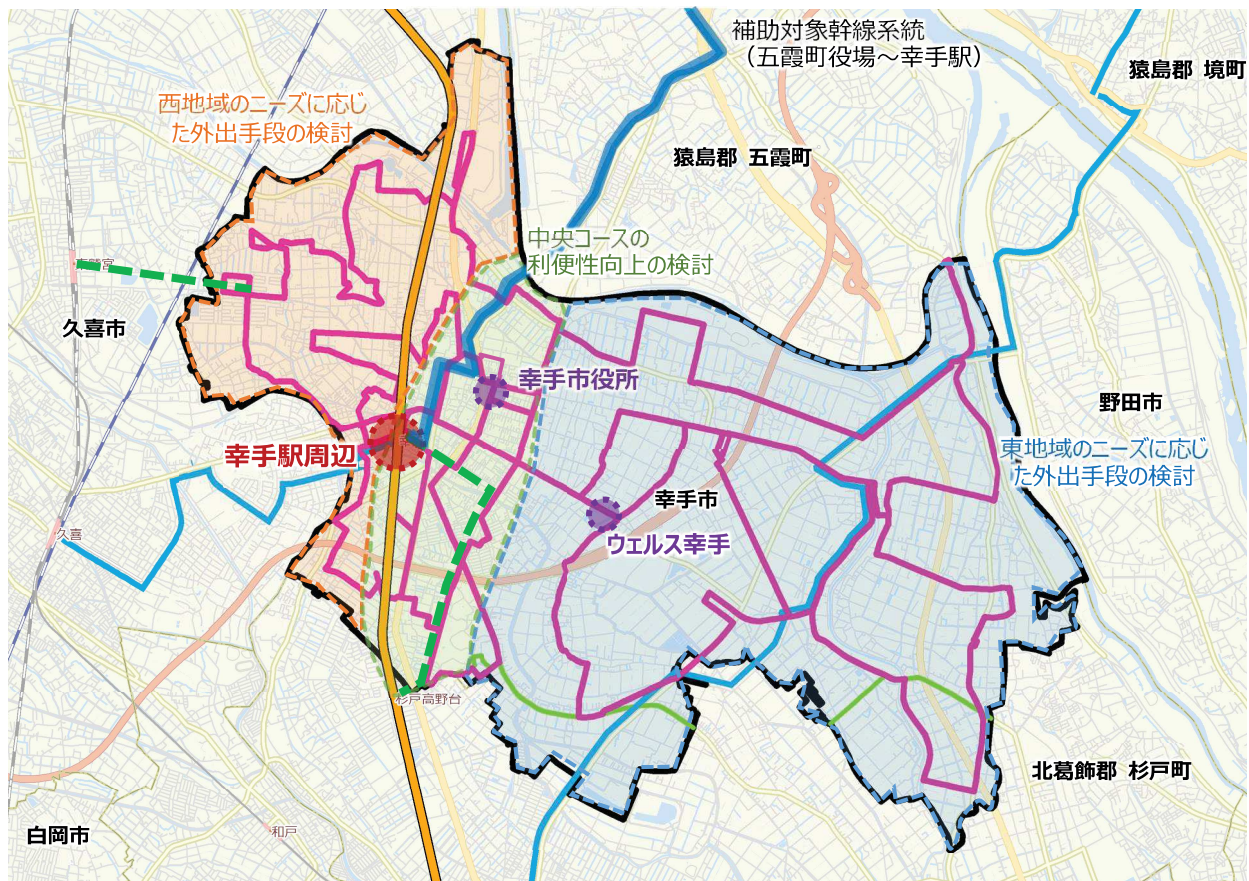 補助対象幹線系統
（五霞町役場～幸手駅）
猿島郡 境町
西地域のニーズに応じ
た外出手段の検討
猿島郡 五霞町
中央コースの
利便性向上の検討
東鷲宮
久喜市
幸手市役所
野田市
幸手駅周辺
東地域のニーズに応じ
た外出手段の検討
幸手市
久喜
ウェルス幸手
杉戸高野台
北葛飾郡 杉戸町
白岡市
和戸